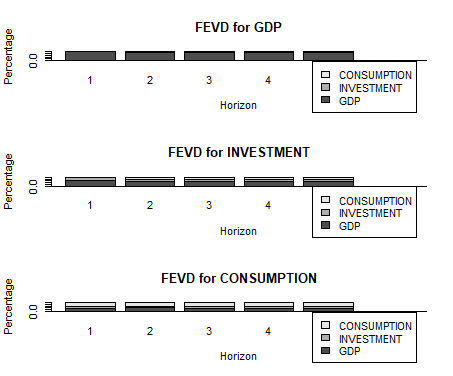 FEVD for GDP
Percentage
0.0
1 2 3 4
Horizon
CONSUMPTION
INVESTMENT
GDP
FEVD for INVESTMENT
Percentage
0.0
1 2 3 4
Horizon
CONSUMPTION
INVESTMENT
GDP
FEVD for CONSUMPTION
Percentage
0.0
1 2 3 4
Horizon
CONSUMPTION
INVESTMENT
GDP